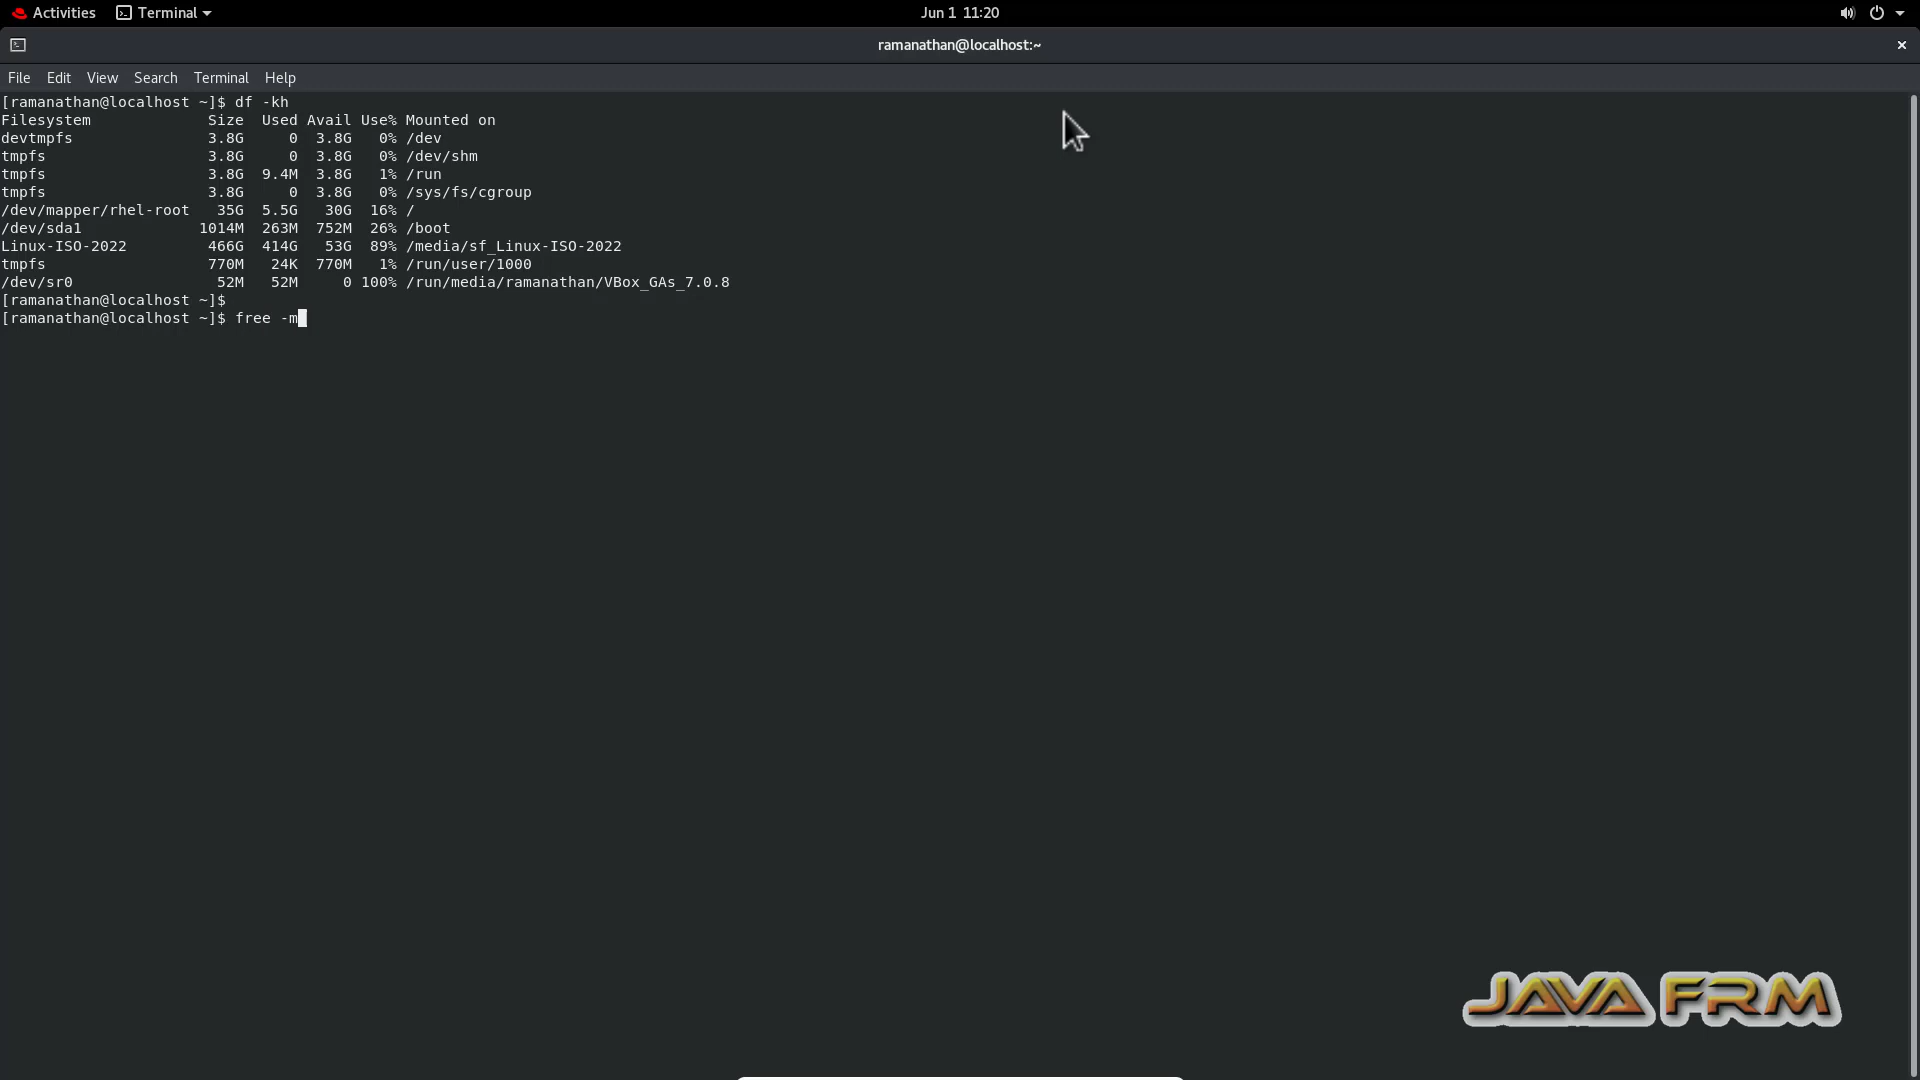 Activities Terminal Jun 1 11:20
ramanathan@localhost:~
File Edit View Search Terminal Help
[ramanathan@localhost ~]$ df -kh
Filesystem Size Used Avail Use% Mounted on
devtmpfs 3.8G 0 3.8G 0% /dev
tmpfs 3.8G 0 3.8G 0% /dev/shm
tmpfs 3.8G 9.4M 3.8G 1% /run
tmpfs 3.8G 0 3.8G 0% /sys/fs/cgroup
/dev/mapper/rhel-root 35G 5.5G 30G 16% /
/dev/sda1 1014M 263M 752M 26% /boot
Linux-ISO-2022 466G 414G 53G 89% /media/sf_Linux-ISO-2022
tmpfs 770M 24K 770M 1% /run/user/1000
/dev/sr0 52M 52M 0 100% /run/media/ramanathan/VBox_GAs_7.0.8
[ramanathan@localhost ~]$
[ramanathan@localhost ~]$ free -m
JAVA FRM